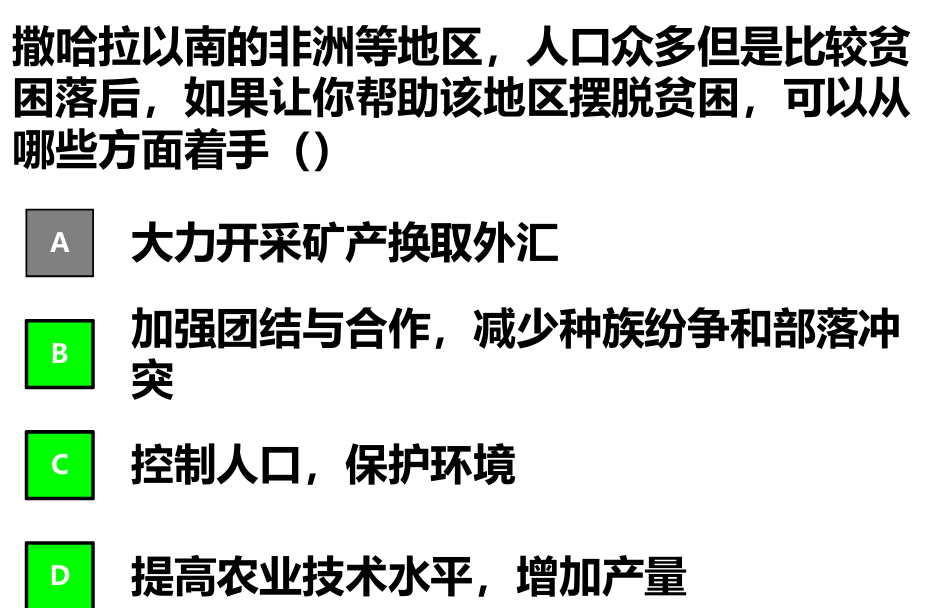 撒哈拉以南的非洲等地区，人口众多但是比较贫
困落后，如果让你帮助该地区摆脱贫困，可以从
哪些方面着手（）
A 大力开采矿产换取外汇
B 加强团结与合作，减少种族纷争和部落冲
突
C 控制人口，保护环境
D 提高农业技术水平，增加产量